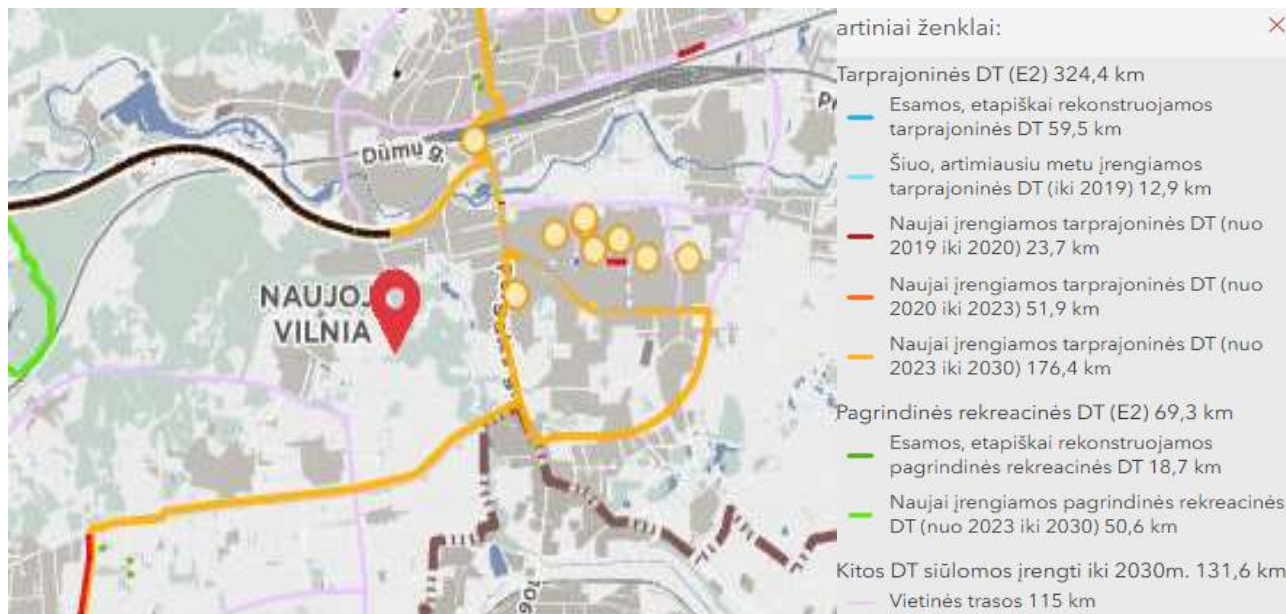 Dūmų g.
NAUJOJI
VILNIA
artiniai ženklai:
Tarprajoninės DT (E2) 324,4 km
Esamos, etapiškai rekonstruojamos
tarprajoninės DT 59,5 km
Šiuo, artimiausiu metu įrengiamos
tarprajoninės DT (iki 2019) 12,9 km
Naujai įrengiamos tarprajoninės DT (nuo
2019 iki 2020) 23,7 km
Naujai įrengiamos tarprajoninės DT (nuo
2020 iki 2023) 51,9 km
Naujai įrengiamos tarprajoninės DT (nuo
2023 iki 2030) 176,4 km
Pagrindinės rekreacinės DT (E2) 69,3 km
Esamos, etapiškai rekonstruojamos
pagrindinės rekreacinės DT 18,7 km
Naujai įrengiamos pagrindinės rekreacinės
DT (nuo 2023 iki 2030) 50,6 km
Kitos DT siūlomos įrengti iki 2030m. 131,6 km
Vietinės trasos 115 km